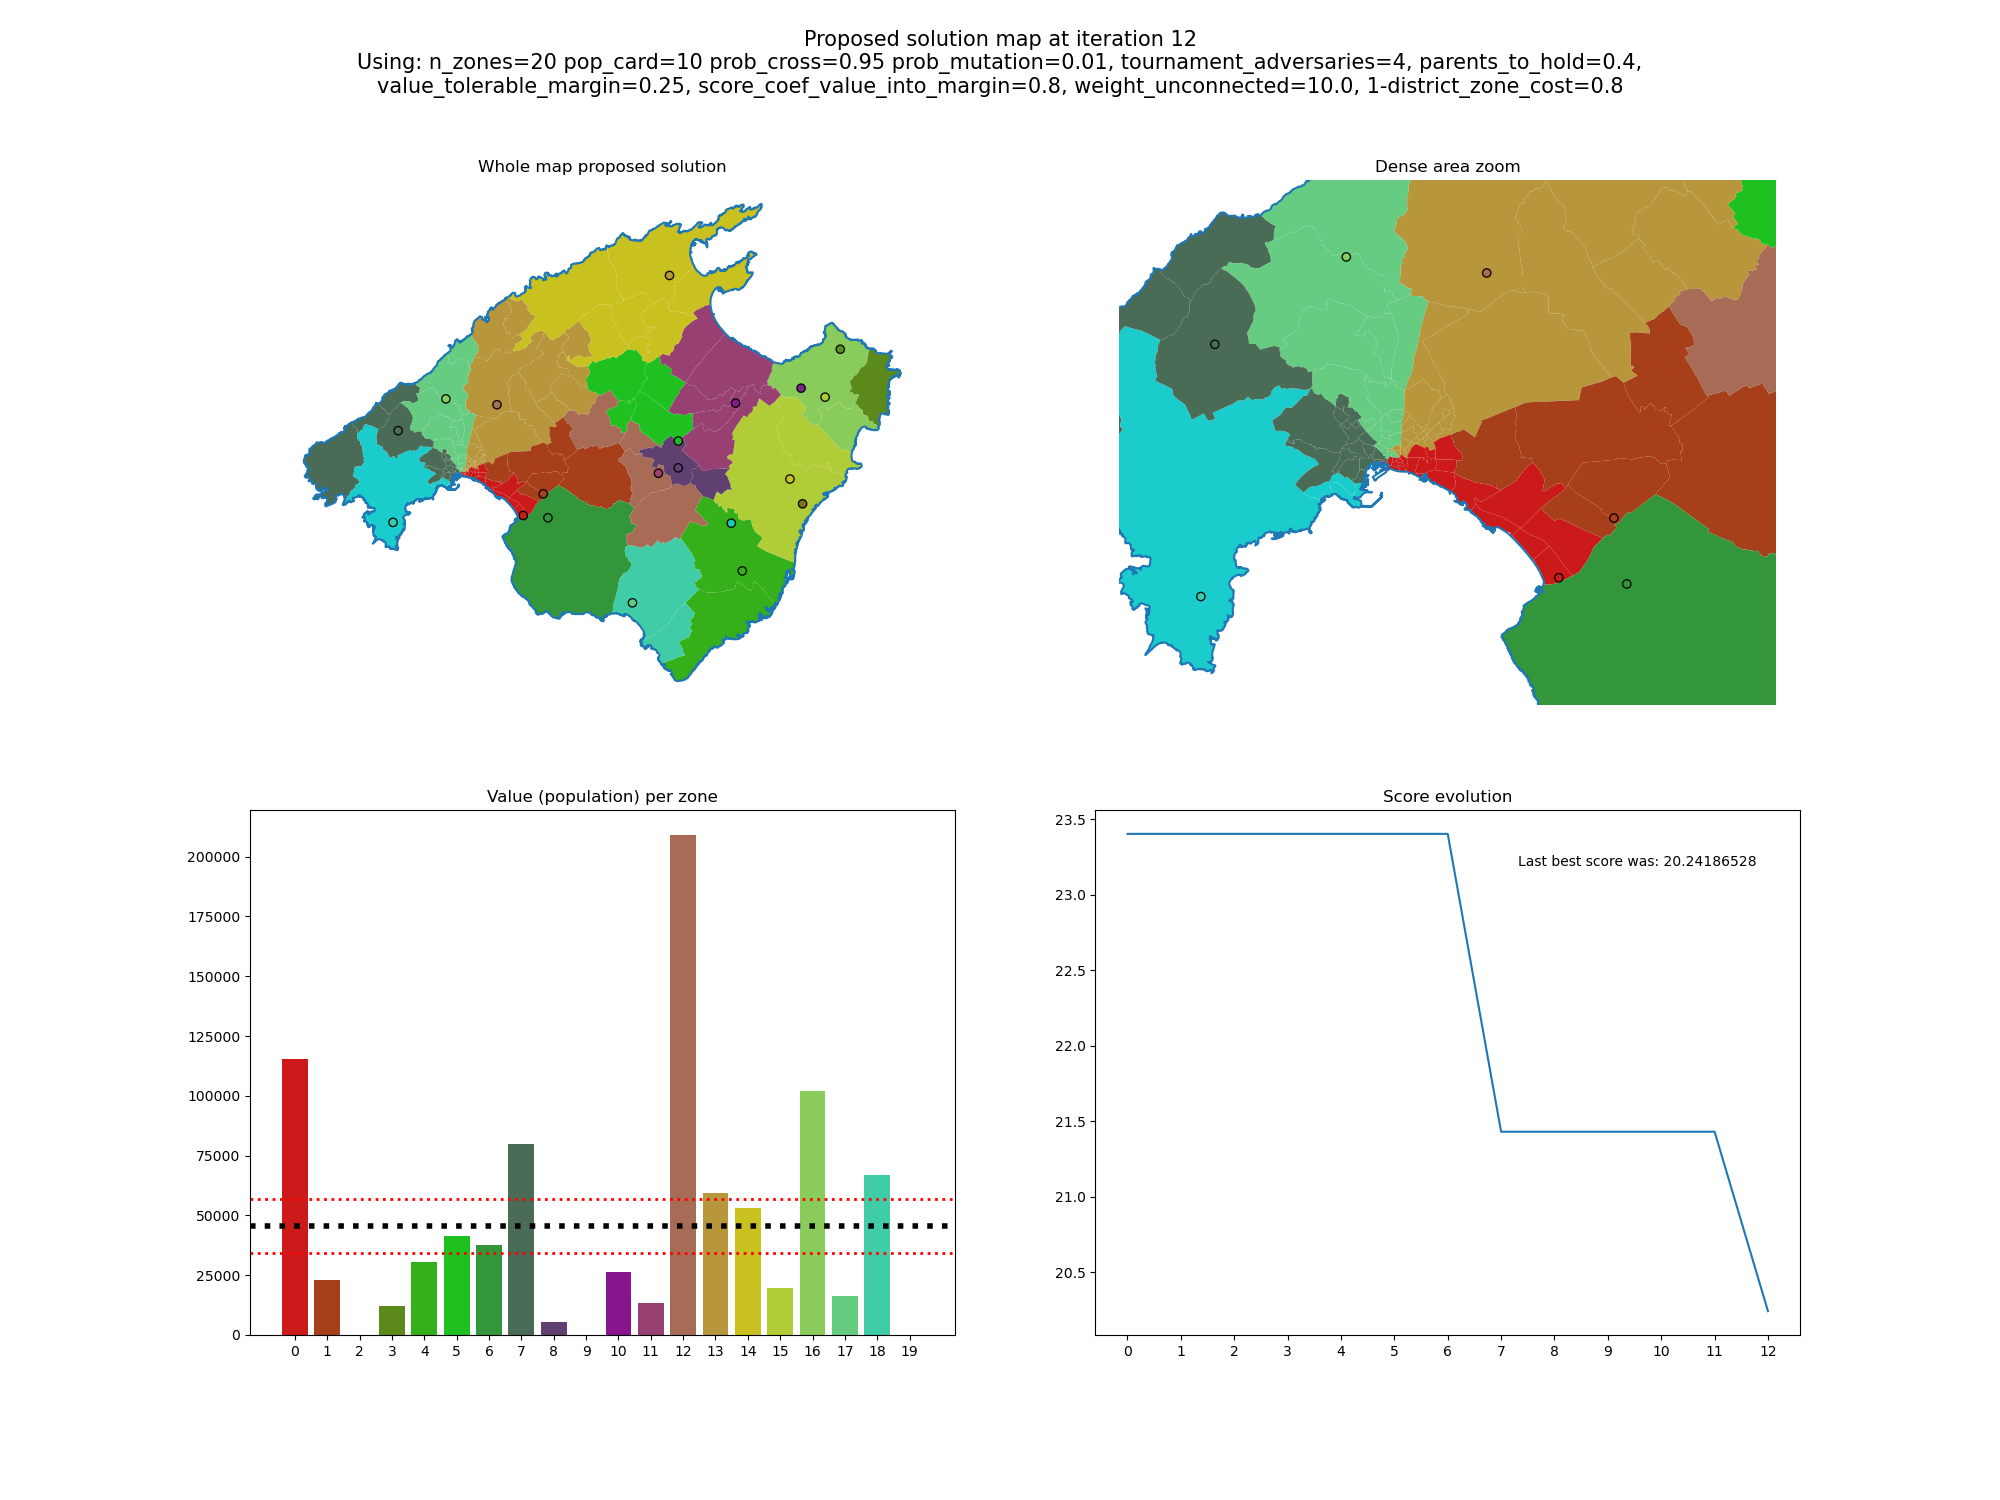 Proposed solution map at iteration 12
Using: n_zones=20 pop_card=10 prob_cross=0.95 prob_mutation=0.01, tournament_adversaries=4, parents_to_hold=0.4,
value_tolerable_margin=0.25, score_coef_value_into_margin=0.8, weight_unconnected=10.0, 1-district_zone_cost=0.8
Whole map proposed solution
Dense area zoom
Value (population) per zone
200000
175000
150000
125000
100000
75000
50000
25000
0
0 1 2 3 4 5 6 7 8 9 10 11 12 13 14 15 16 17 18 19
Score evolution
Last best score was: 20.24186528
23.5
23.0
22.5
22.0
21.5
21.0
20.5
0 1 2 3 4 5 6 7 8 9 10 11 12